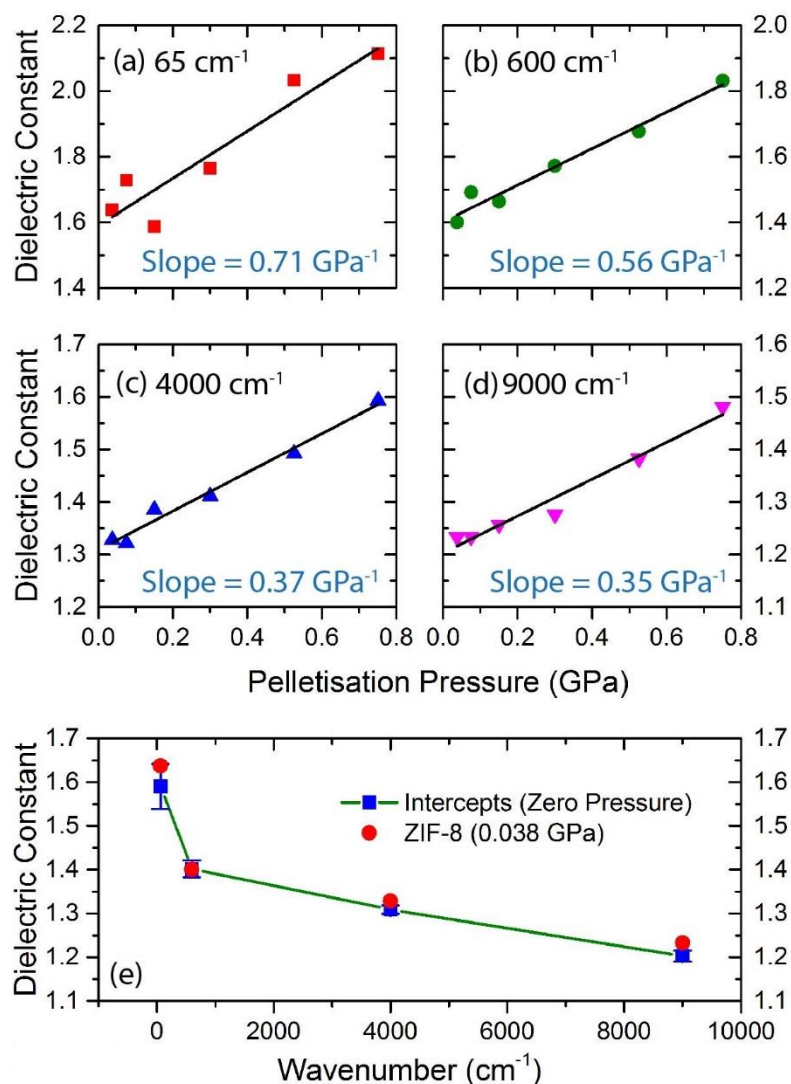 2.2
2.0
1.8
1.6
1.4
Dielectric Constant
(a) 65 cm⁻¹
Slope = 0.71 GPa⁻¹
(b) 600 cm⁻¹
Slope = 0.56 GPa⁻¹
2.0
1.8
1.6
1.4
1.2
1.7
1.6
1.5
1.4
1.3
1.2
Dielectric Constant
(c) 4000 cm⁻¹
Slope = 0.37 GPa⁻¹
0.0 0.2 0.4 0.6 0.8
(d) 9000 cm⁻¹
Slope = 0.35 GPa⁻¹
1.6
1.5
1.4
1.3
1.2
1.1
0.0 0.2 0.4 0.6 0.8
Pelletisation Pressure (GPa)
1.7
1.6
1.5
1.4
1.3
1.2
1.1
Dielectric Constant
Intercepts (Zero Pressure)
ZIF-8 (0.038 GPa)
(e)
1.7
1.6
1.5
1.4
1.3
1.2
1.1
0 2000 4000 6000 8000 10000
Wavenumber (cm⁻¹)